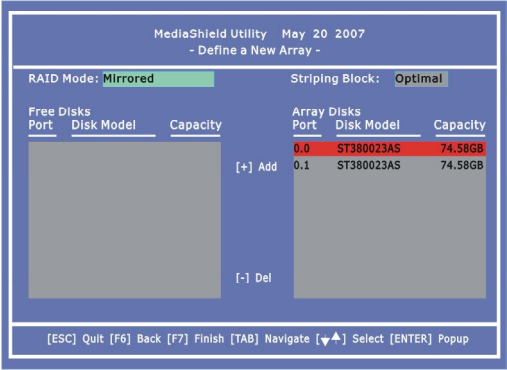 MediaShield Utility May 20 2007
- Define a New Array -
RAID Mode: Mirrored Striping Block: Optimal
Free Disks Array Disks
Port Disk Model Capacity Port Disk Model Capacity
0.0 ST380023AS 74.58GB
[+] Add 0.1 ST380023AS 74.58GB
[-] Del
[ESC] Quit [F6] Back [F7] Finish [TAB] Navigate [↓↑] Select [ENTER] Popup